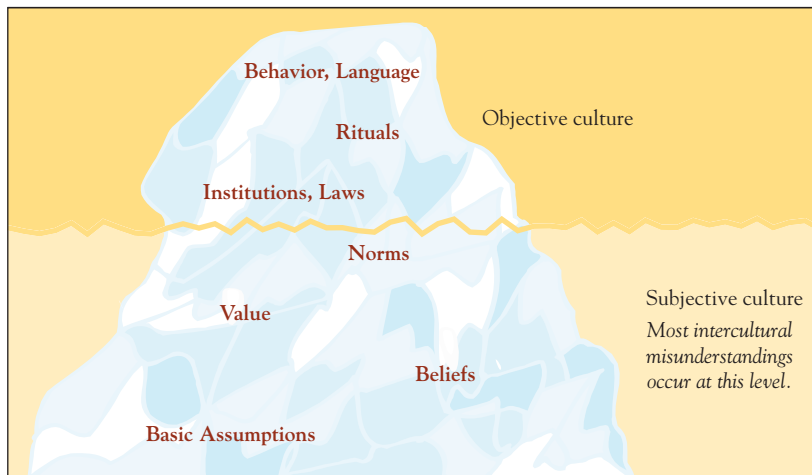 Behavior, Language
Rituals
Objective culture
Institutions, Laws
Norms
Value
Subjective culture
Most intercultural
misunderstandings
occur at this level.
Beliefs
Basic Assumptions